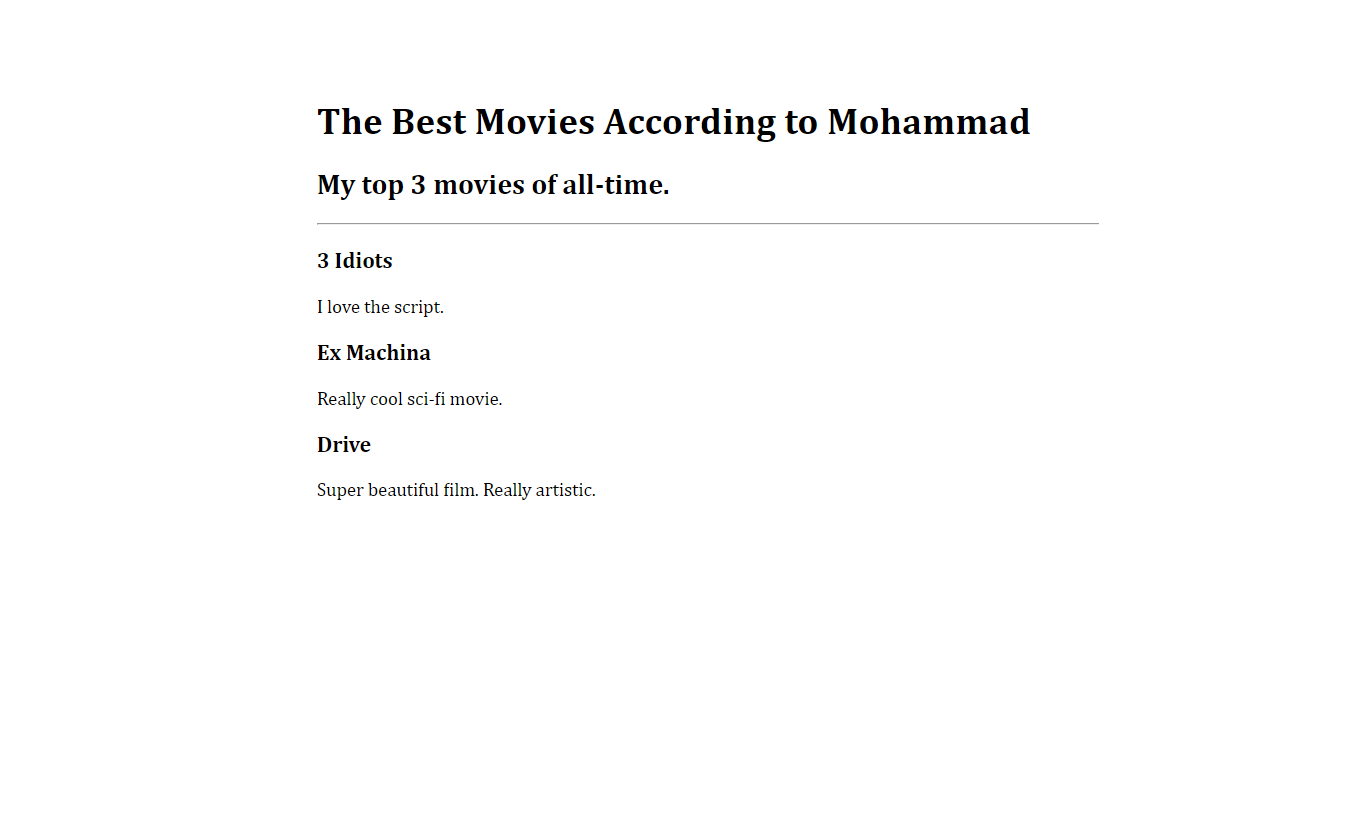 The Best Movies According to Mohammad
My top 3 movies of all-time.
3 Idiots
I love the script.
Ex Machina
Really cool sci-fi movie.
Drive
Super beautiful film. Really artistic.